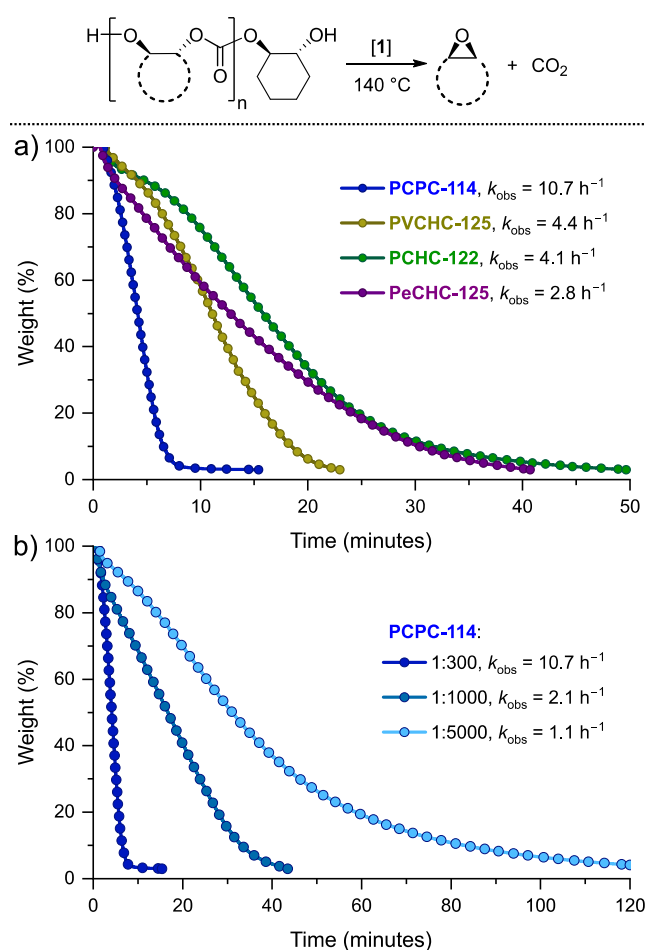 H O O O O OH
O
n
[1]
140 °C
O
+ CO₂
a)
PCPC-114, kobs = 10.7 h⁻¹
PVCHC-125, kobs = 4.4 h⁻¹
PCHC-122, kobs = 4.1 h⁻¹
PeCHC-125, kobs = 2.8 h⁻¹
Weight (%)
100
80
60
40
20
0
0 10 20 30 40 50
Time (minutes)
b)
PCPC-114:
1:300, kobs = 10.7 h⁻¹
1:1000, kobs = 2.1 h⁻¹
1:5000, kobs = 1.1 h⁻¹
Weight (%)
100
80
60
40
20
0
0 20 40 60 80 100 120
Time (minutes)